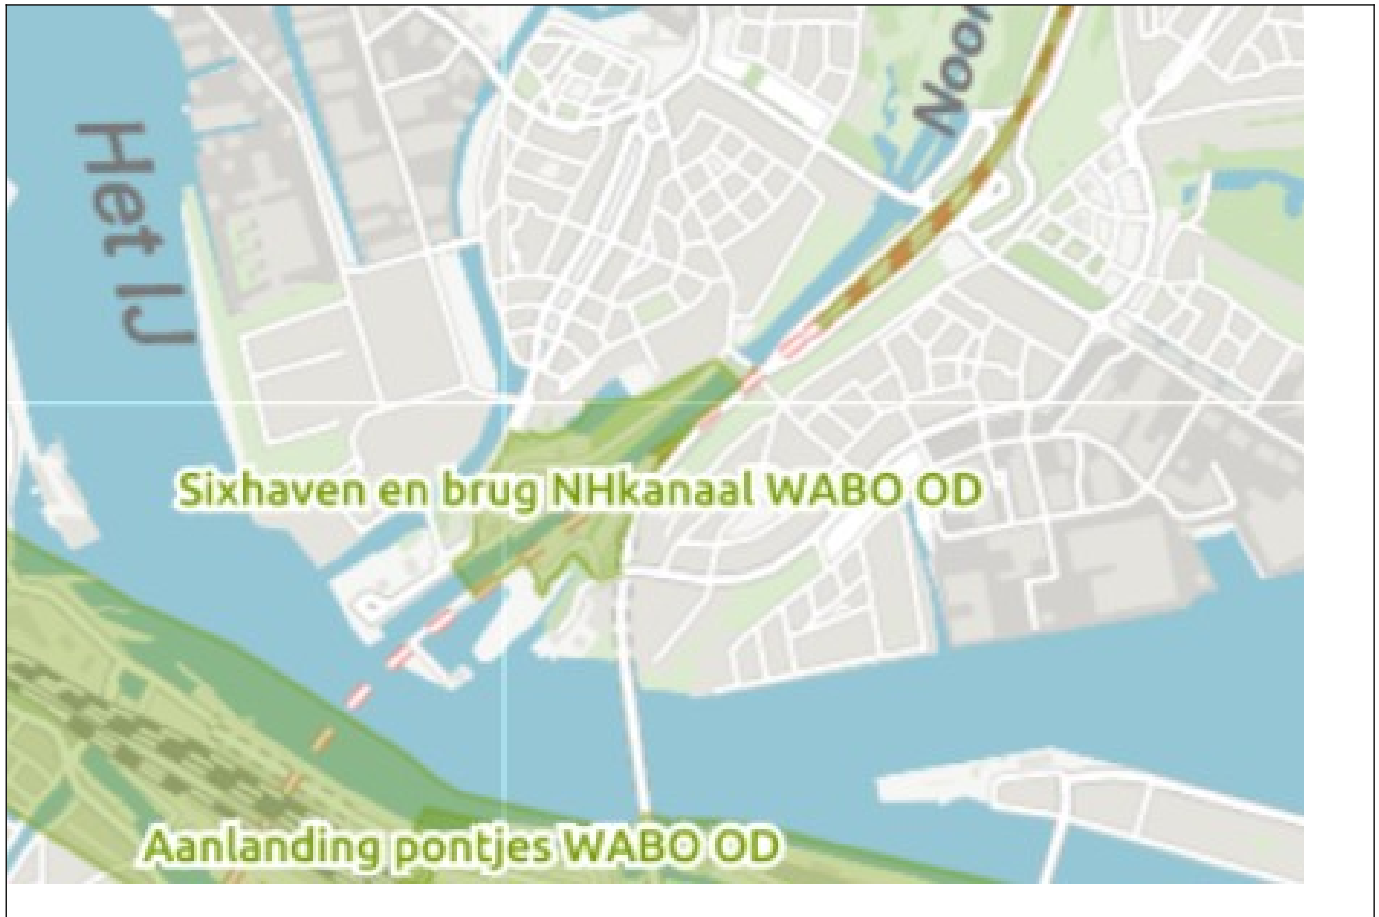 Noor
Het IJ
Sixhaven en brug NHkanaal WABO OD
Aanlanding pontjes WABO OD